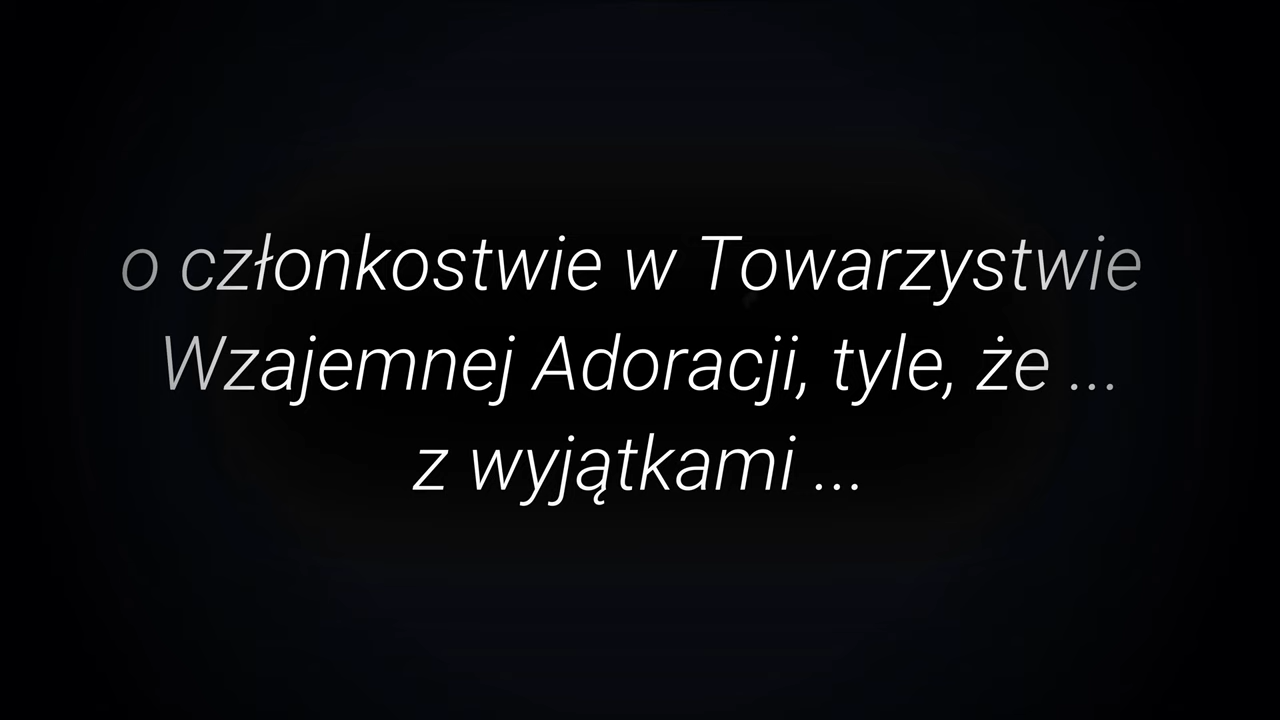 o członkostwie w Towarzystwie
Wzajemnej Adoracji, tyle, że ...
z wyjątkami ...